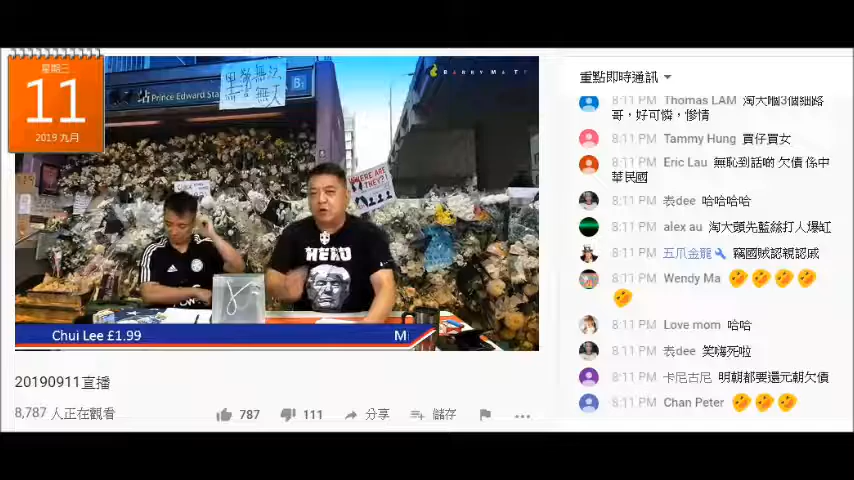 星期三
11
2019 九月
Prince Edward Sta
B
BARRY MA TT
WHERE ARE
THEY?!
HERO
Chui Lee £1.99
Mi
20190911直播
8,787 人正在觀看
787
111
分享
儲存
重點即時通訊
8:11 PM Thomas LAM 淘大嗰3個細路
哥，好可憐，慘情
8:11 PM Tammy Hung 賣仔賣女
8:11 PM Eric Lau 無恥到話啲 欠債 係中
華民國
8:11 PM 表dee 哈哈哈哈
8:11 PM alex au 淘大頭先藍絲打人爆缸
8:11 PM 五爪金龍 竊國賊認親認戚
8:11 PM Wendy Ma 🤣🤣🤣🤣
🤣
8:11 PM Love mom 哈哈
8:11 PM 表dee 笑嗨死啦
8:11 PM 卡尼古尼 明朝都要還元朝欠債
8:11 PM Chan Peter 🤣🤣🤣